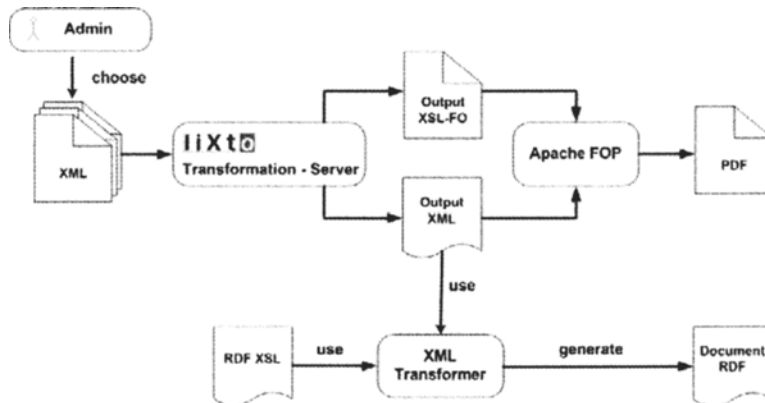 Admin
choose
XML
liXto
Transformation - Server
Output
XSL-FO
Apache FOP
PDF
Output
XML
use
RDF XSL
use
XML
Transformer
generate
Document
RDF